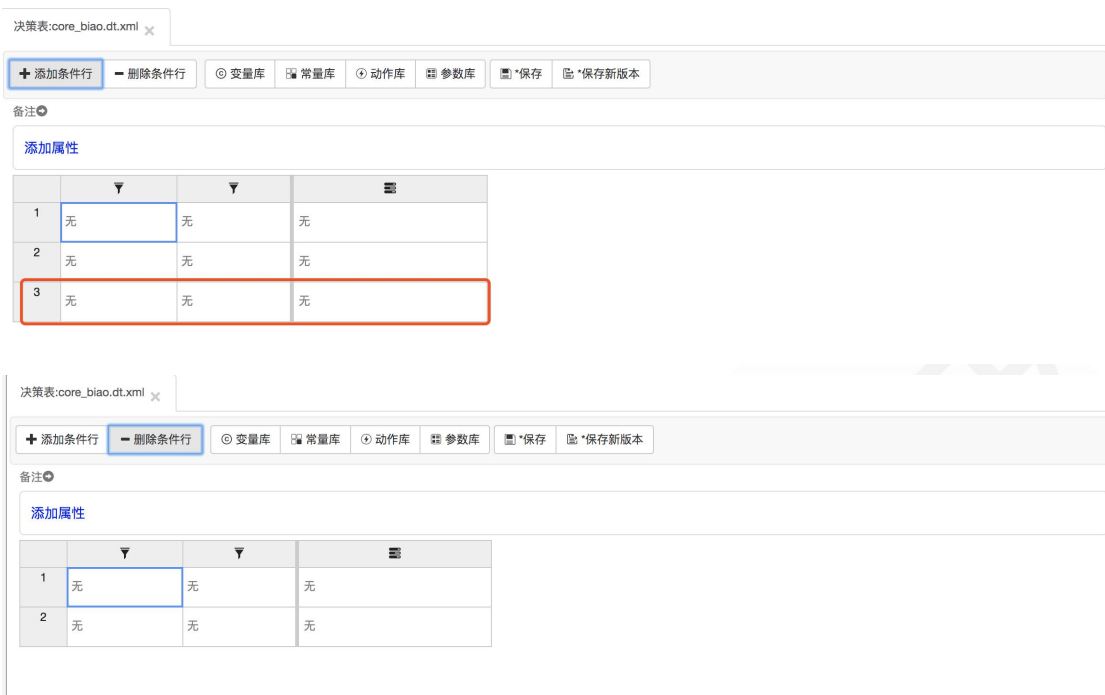 决策表:core_biao.dt.xml
添加条件行 删除条件行 变量库 常量库 动作库 参数库 *保存 *保存新版本
备注
添加属性
1 无 无 无
2 无 无 无
3 无 无 无
决策表:core_biao.dt.xml
添加条件行 删除条件行 变量库 常量库 动作库 参数库 *保存 *保存新版本
备注
添加属性
1 无 无 无
2 无 无 无